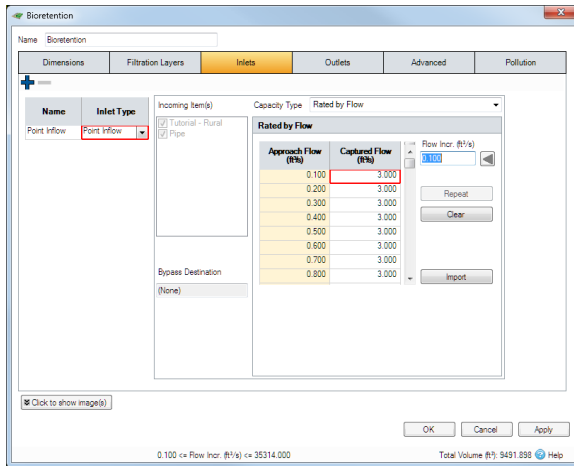 Bioretention
Name Bioretention
Dimensions Filtration Layers Inlets Outlets Advanced Pollution
Name Inlet Type
Point Inflow Point Inflow
Incoming Item(s)
Tutorial - Rural
Pipe
Bypass Destination
(None)
Capacity Type Rated by Flow
Rated by Flow
Approach Flow (ft³/s) Captured Flow (ft³/s)
0.100 3.000
0.200 3.000
0.300 3.000
0.400 3.000
0.500 3.000
0.600 3.000
0.700 3.000
0.800 3.000
Flow Incr. (ft³/s)
0.100
Repeat
Clear
Import
Click to show image(s)
OK Cancel Apply
0.100 <= Flow Incr. (ft³/s) <= 35314.000 Total Volume (ft³): 9491.898 Help